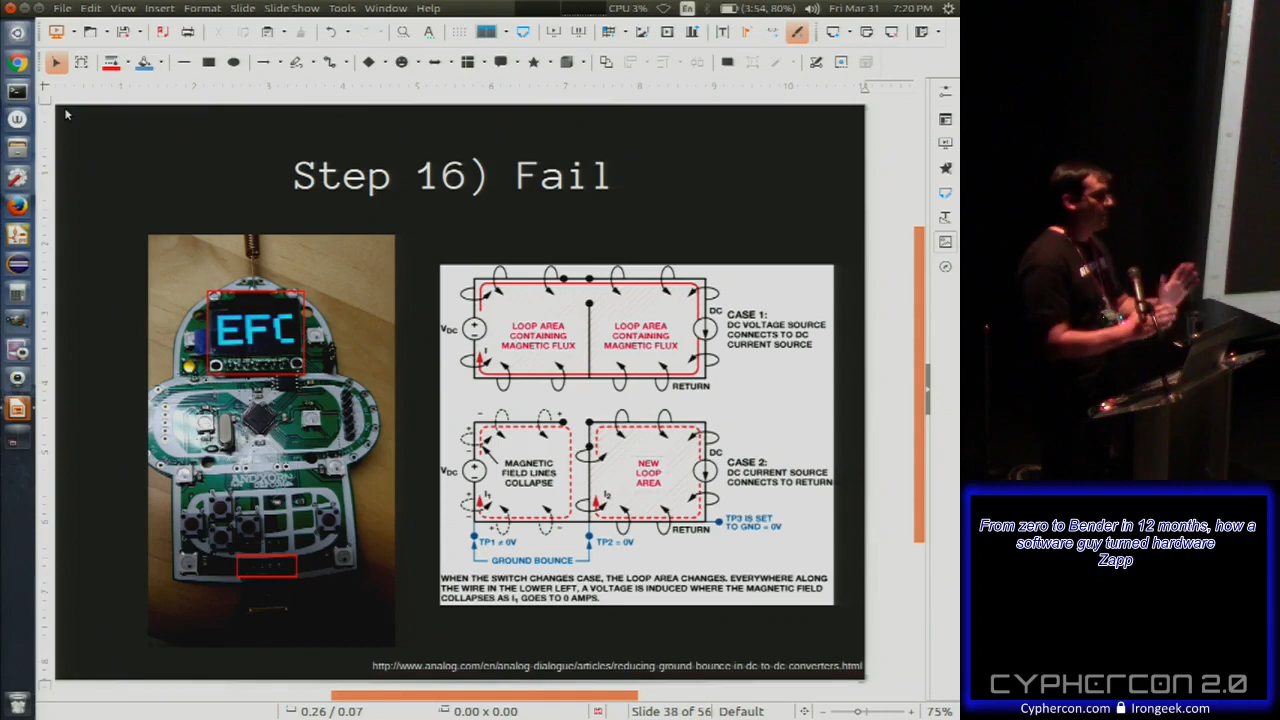 File Edit View Insert Format Slide Slide Show Tools Window Help
CPU 3% En (3:54, 80%) Fri Mar 31 7:20 PM
Step 16) Fail
EFC
ANDXOR
VDC
I
LOOP AREA
CONTAINING
MAGNETIC FLUX
LOOP AREA
CONTAINING
MAGNETIC FLUX
DC
RETURN
CASE 1:
DC VOLTAGE SOURCE
CONNECTS TO DC
CURRENT SOURCE
VDC
I1
MAGNETIC
FIELD LINES
COLLAPSE
I2
NEW
LOOP
AREA
DC
RETURN
CASE 2:
DC CURRENT SOURCE
CONNECTS TO RETURN
TP3 IS SET
TO GND = 0V
TP1 ≠ 0V
TP2 = 0V
GROUND BOUNCE
WHEN THE SWITCH CHANGES CASE, THE LOOP AREA CHANGES. EVERYWHERE ALONG
THE WIRE IN THE LOWER LEFT, A VOLTAGE IS INDUCED WHERE THE MAGNETIC FIELD
COLLAPSES AS I1 GOES TO 0 AMPS.
http://www.analog.com/en/analog-dialogue/articles/reducing-ground-bounce-in-dc-to-dc-converters.html
0.26 / 0.07 0.00 x 0.00 Slide 38 of 56 Default 75%
From zero to Bender in 12 months, how a
software guy turned hardware
Zapp
CYPHERCON 2.0
Cyphercon.com Irongeek.com